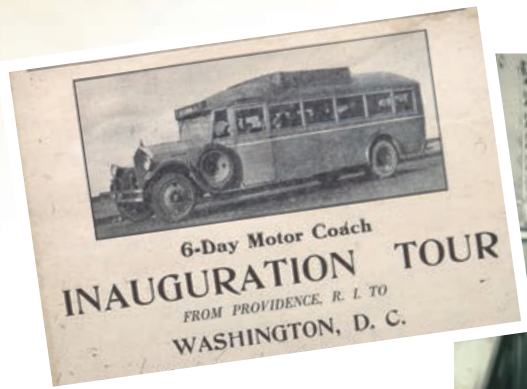 6-Day Motor Coach
INAUGURATION TOUR
FROM PROVIDENCE, R. I. TO
WASHINGTON, D. C.